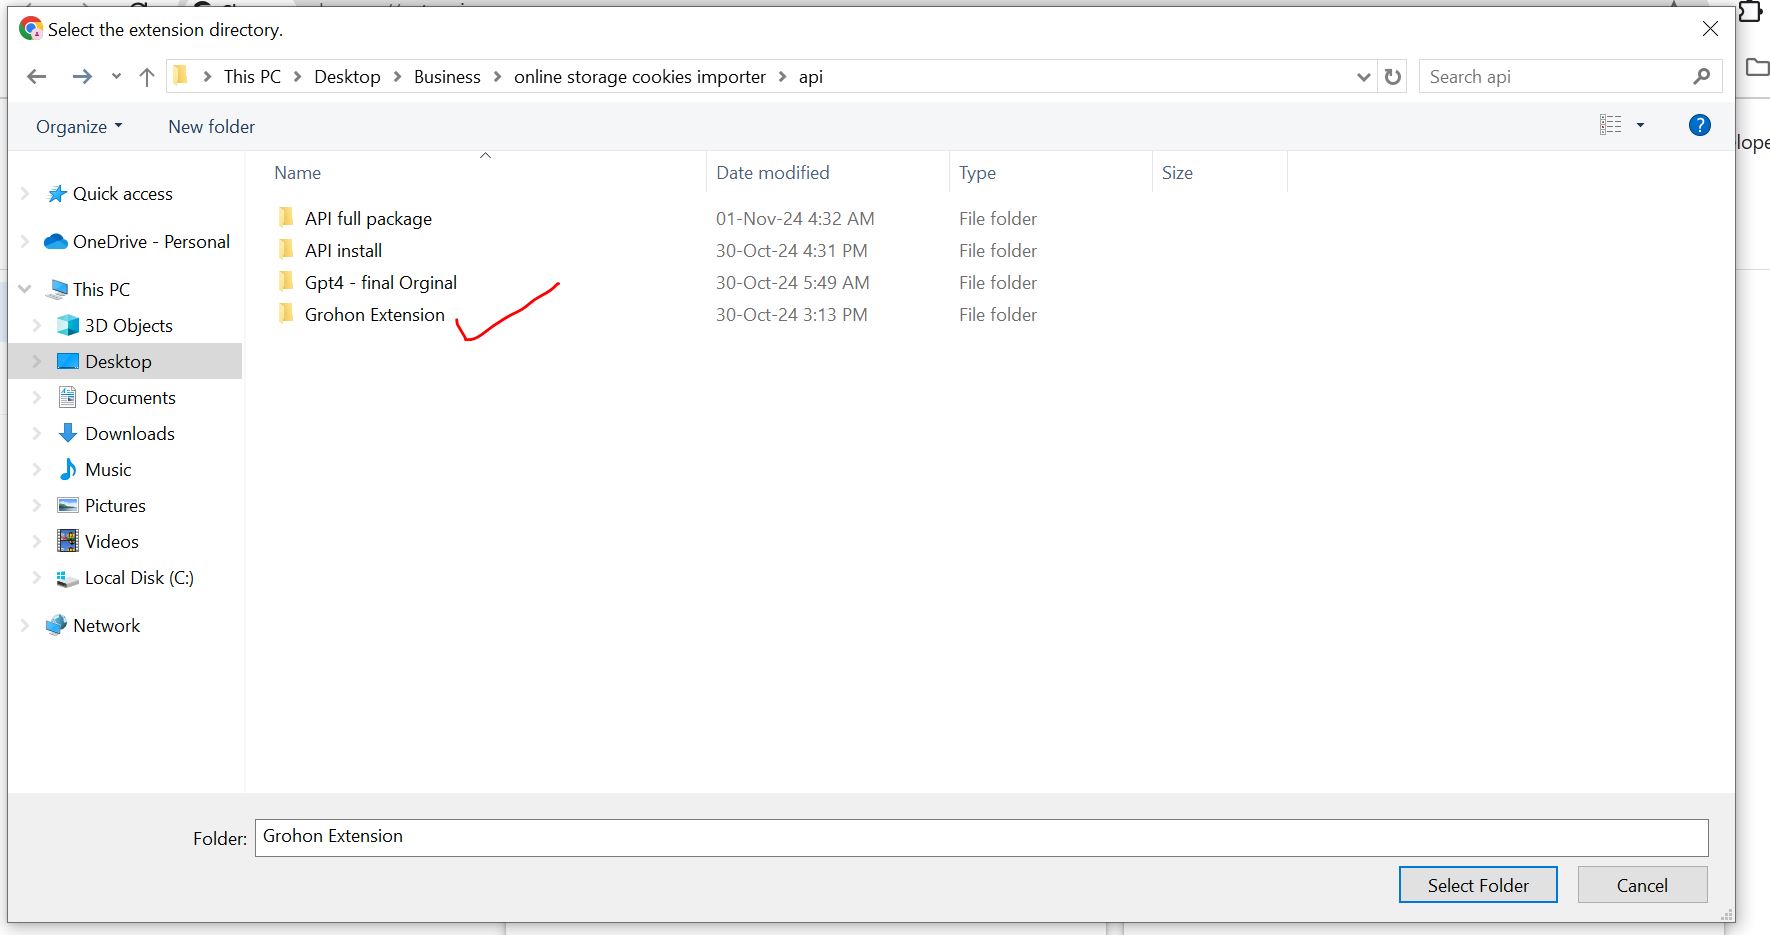 Select the extension directory.
This PC > Desktop > Business > online storage cookies importer > api
Search api
Organize
New folder
?
lope
Name
Date modified
Type
Size
Quick access
OneDrive - Personal
This PC
3D Objects
Desktop
Documents
Downloads
Music
Pictures
Videos
Local Disk (C:)
Network
API full package 01-Nov-24 4:32 AM File folder
API install 30-Oct-24 4:31 PM File folder
Gpt4 - final Orginal 30-Oct-24 5:49 AM File folder
Grohon Extension 30-Oct-24 3:13 PM File folder
Folder: Grohon Extension
Select Folder
Cancel